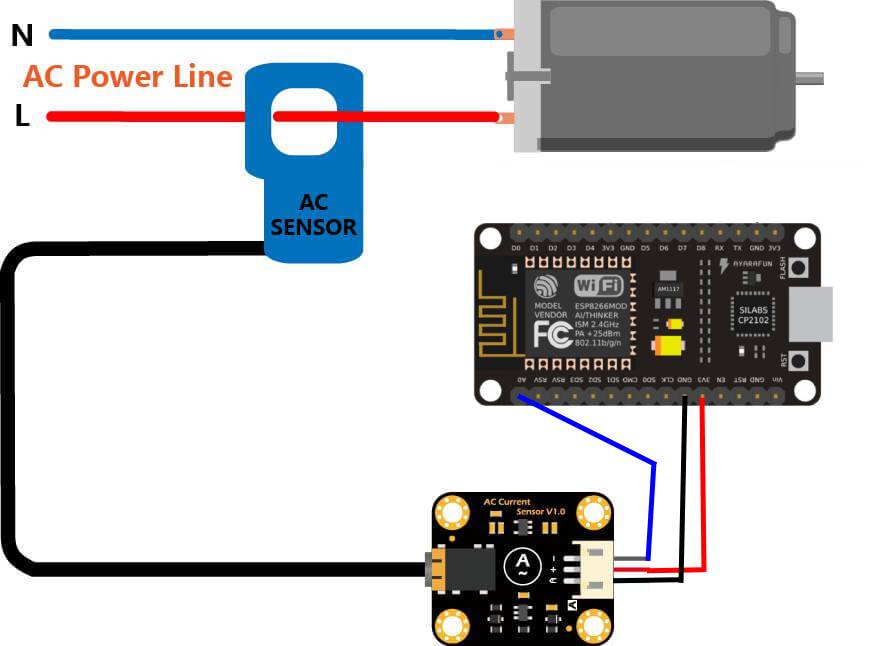 N
AC Power Line
L
AC
SENSOR
D0 D1 D2 D3 D4 3V3 GND D5 D6 D7 D8 RX TX GND 3V3
AYARAFUN
FLASH
WiFi
MODEL
VENDOR
ESP8266MOD
AI/THINKER
ISM 2.4GHz
PA +25dBm
802.11b/g/n
FC
AM1117
SILABS
CP2102
RST
A0 RSV RSV SD3 SD2 SD1 CMD SD0 CLK GND 3V3 EN RST GND Vin
AC Current
Sensor V1.0
A
~
-
+
A